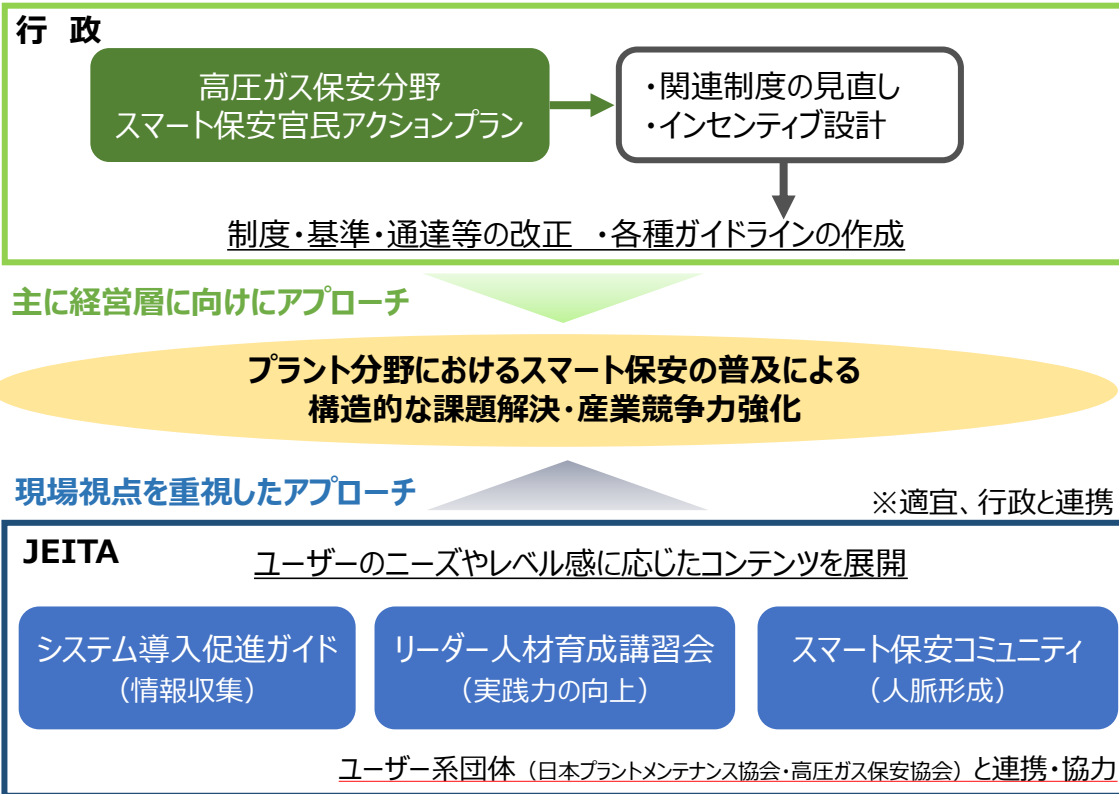 行 政
高圧ガス保安分野
スマート保安官民アクションプラン
・関連制度の見直し
・インセンティブ設計
制度・基準・通達等の改正 ・各種ガイドラインの作成
主に経営層に向けにアプローチ
プラント分野におけるスマート保安の普及による
構造的な課題解決・産業競争力強化
現場視点を重視したアプローチ
※適宜、行政と連携
JEITA
ユーザーのニーズやレベル感に応じたコンテンツを展開
システム導入促進ガイド
（情報収集）
リーダー人材育成講習会
（実践力の向上）
スマート保安コミュニティ
（人脈形成）
ユーザー系団体（日本プラントメンテナンス協会・高圧ガス保安協会）と連携・協力